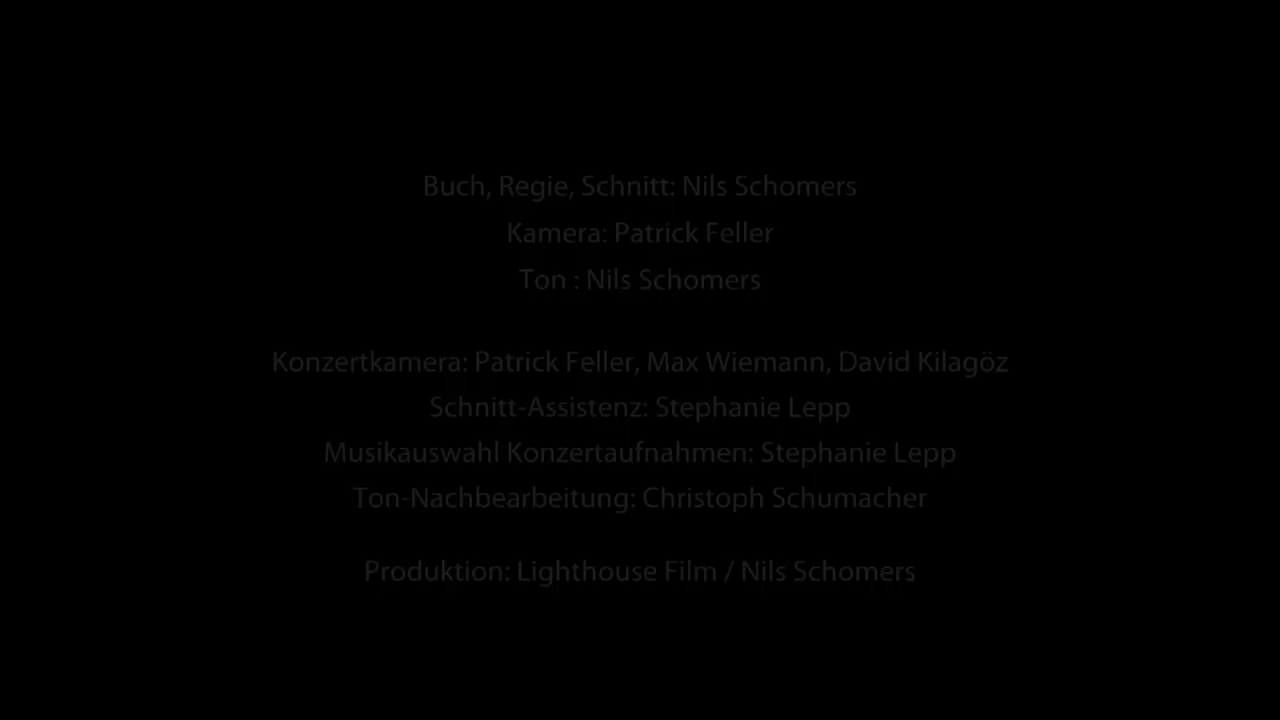 Buch, Regie, Schnitt: Nils Schomers
Kamera: Patrick Feller
Ton : Nils Schomers
Konzertkamera: Patrick Feller, Max Wiemann, David Kilagöz
Schnitt-Assistenz: Stephanie Lepp
Musikauswahl Konzertaufnahmen: Stephanie Lepp
Ton-Nachbearbeitung: Christoph Schumacher
Produktion: Lighthouse Film / Nils Schomers